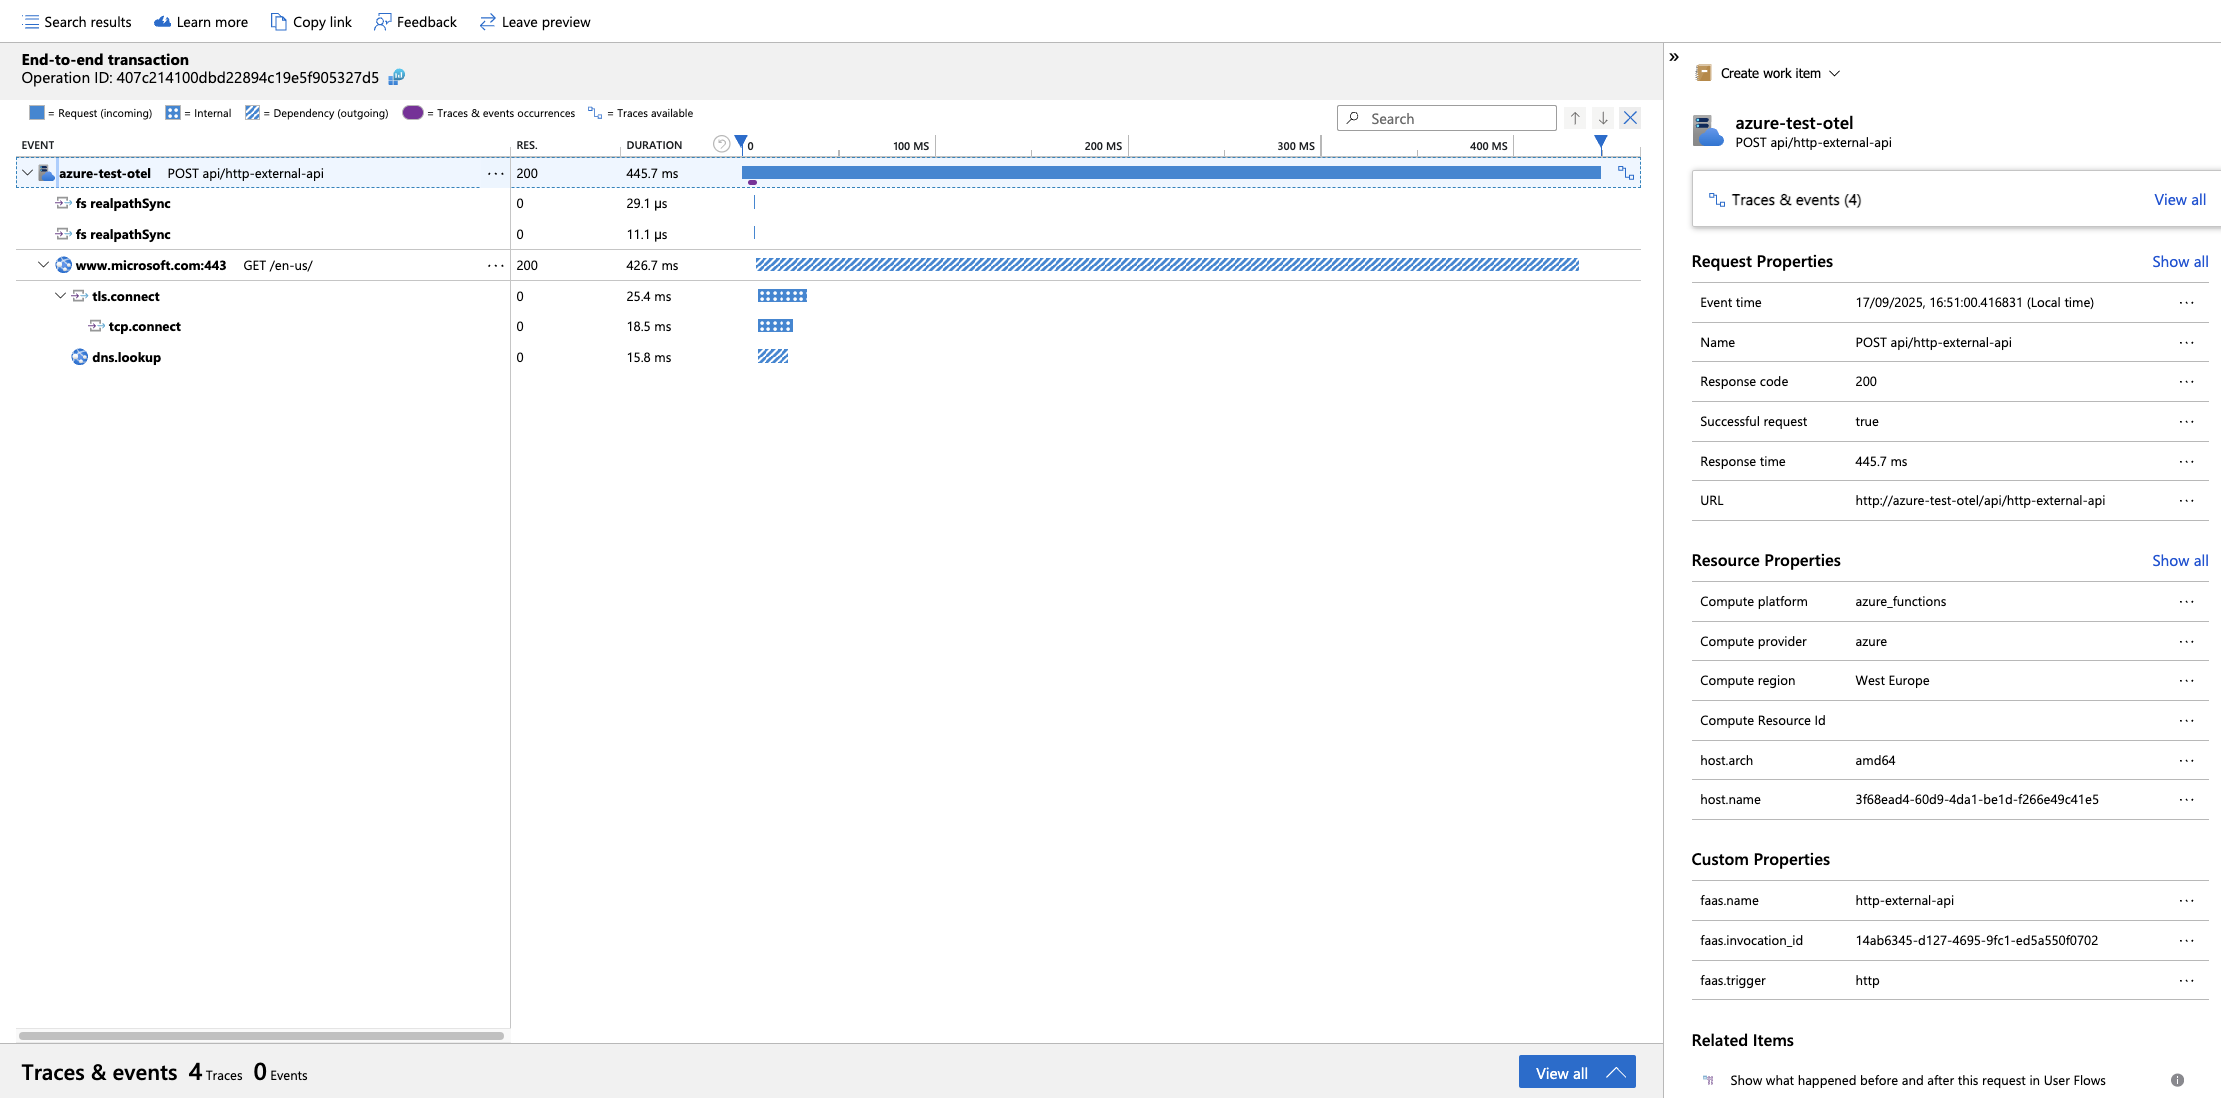 Search results Learn more Copy link Feedback Leave preview
End-to-end transaction
Operation ID: 407c214100dbd22894c19e5f905327d5
= Request (incoming) = Internal = Dependency (outgoing) = Traces & events occurrences = Traces available
Search
EVENT RES. DURATION 0 100 MS 200 MS 300 MS 400 MS
azure-test-otel POST api/http-external-api ... 200 445.7 ms
fs realpathSync 0 29.1 µs
fs realpathSync 0 11.1 µs
www.microsoft.com:443 GET /en-us/ ... 200 426.7 ms
tls.connect 0 25.4 ms
tcp.connect 0 18.5 ms
dns.lookup 0 15.8 ms
Traces & events 4 Traces 0 Events
View all
Create work item
azure-test-otel
POST api/http-external-api
Traces & events (4) View all
Request Properties Show all
Event time 17/09/2025, 16:51:00.416831 (Local time) ...
Name POST api/http-external-api ...
Response code 200 ...
Successful request true ...
Response time 445.7 ms ...
URL http://azure-test-otel/api/http-external-api ...
Resource Properties Show all
Compute platform azure_functions ...
Compute provider azure ...
Compute region West Europe ...
Compute Resource Id ...
host.arch amd64 ...
host.name 3f68ead4-60d9-4da1-be1d-f266e49c41e5 ...
Custom Properties
faas.name http-external-api ...
faas.invocation_id 14ab6345-d127-4695-9fc1-ed5a550f0702 ...
faas.trigger http ...
Related Items
Show what happened before and after this request in User Flows